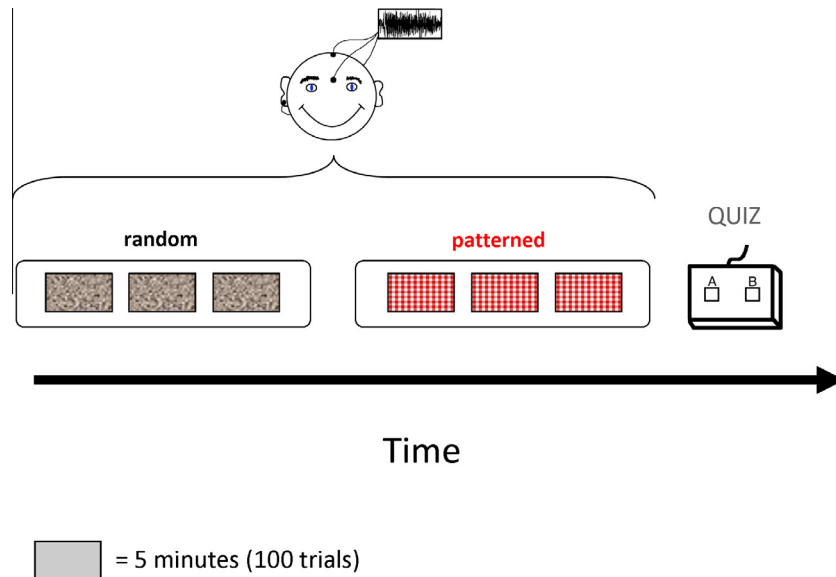 random
patterned
QUIZ
A B
Time
= 5 minutes (100 trials)